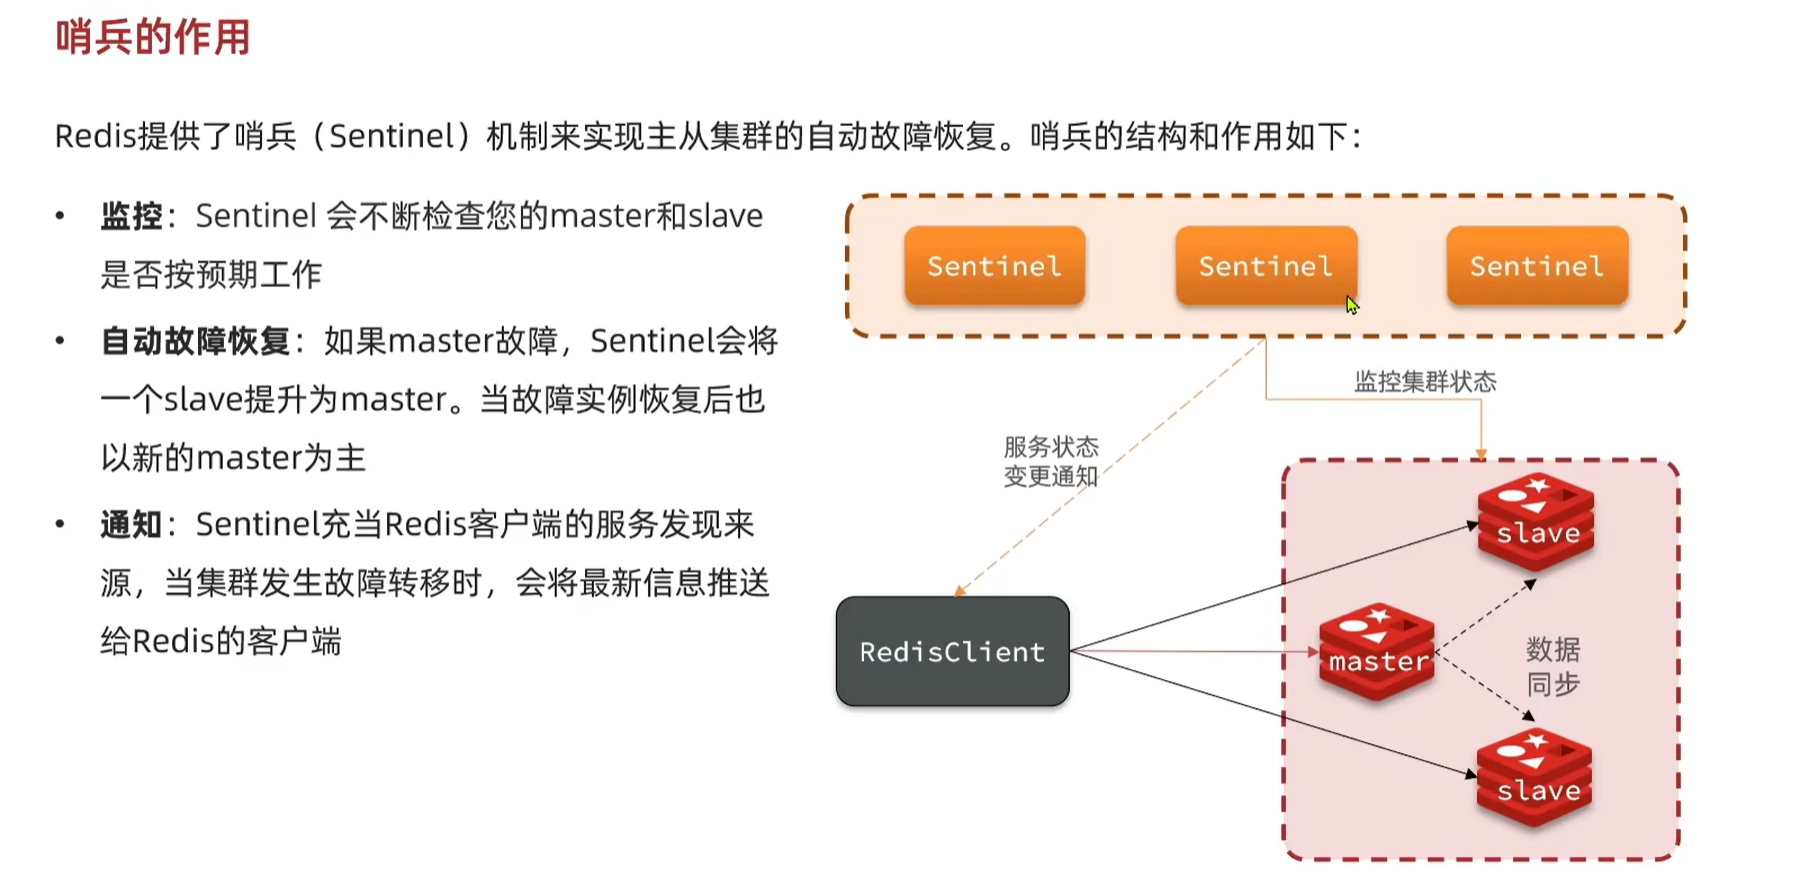 哨兵的作用
Redis提供了哨兵（Sentinel）机制来实现主从集群的自动故障恢复。哨兵的结构和作用如下：
• 监控：Sentinel 会不断检查您的master和slave
是否按预期工作
• 自动故障恢复：如果master故障，Sentinel会将
一个slave提升为master。当故障实例恢复后也
以新的master为主
• 通知：Sentinel充当Redis客户端的服务发现来
源，当集群发生故障转移时，会将最新信息推送
给Redis的客户端
Sentinel
Sentinel
Sentinel
监控集群状态
服务状态
变更通知
slave
RedisClient
master
数据
同步
slave